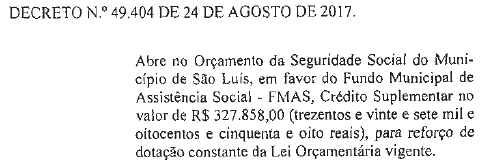 DECRETO N.º 49.404 DE 24 DE AGOSTO DE 2017.
Abre no Orçamento da Seguridade Social do Muni-
cípio de São Luís, em favor do Fundo Municipal de
Assistência Social - FMAS, Crédito Suplementar no
valor de R$ 327.858,00 (trezentos e vinte e sete mil e
oitocentos e cinquenta e oito reais), para reforço de
dotação constante da Lei Orçamentária vigente.